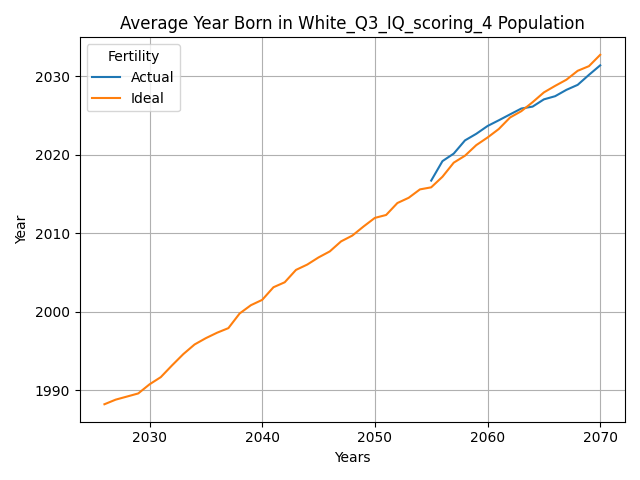 Average Year Born in White_Q3_IQ_scoring_4 Population
Fertility
Actual
Ideal
Year
2030
2020
2010
2000
1990
2030 2040 2050 2060 2070
Years